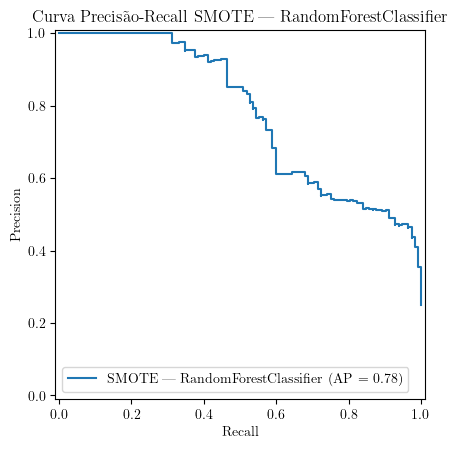 Curva Precisão-Recall SMOTE — RandomForestClassifier
1.0
0.8
0.6
0.4
0.2
0.0
Precision
SMOTE — RandomForestClassifier (AP = 0.78)
0.0 0.2 0.4 0.6 0.8 1.0
Recall